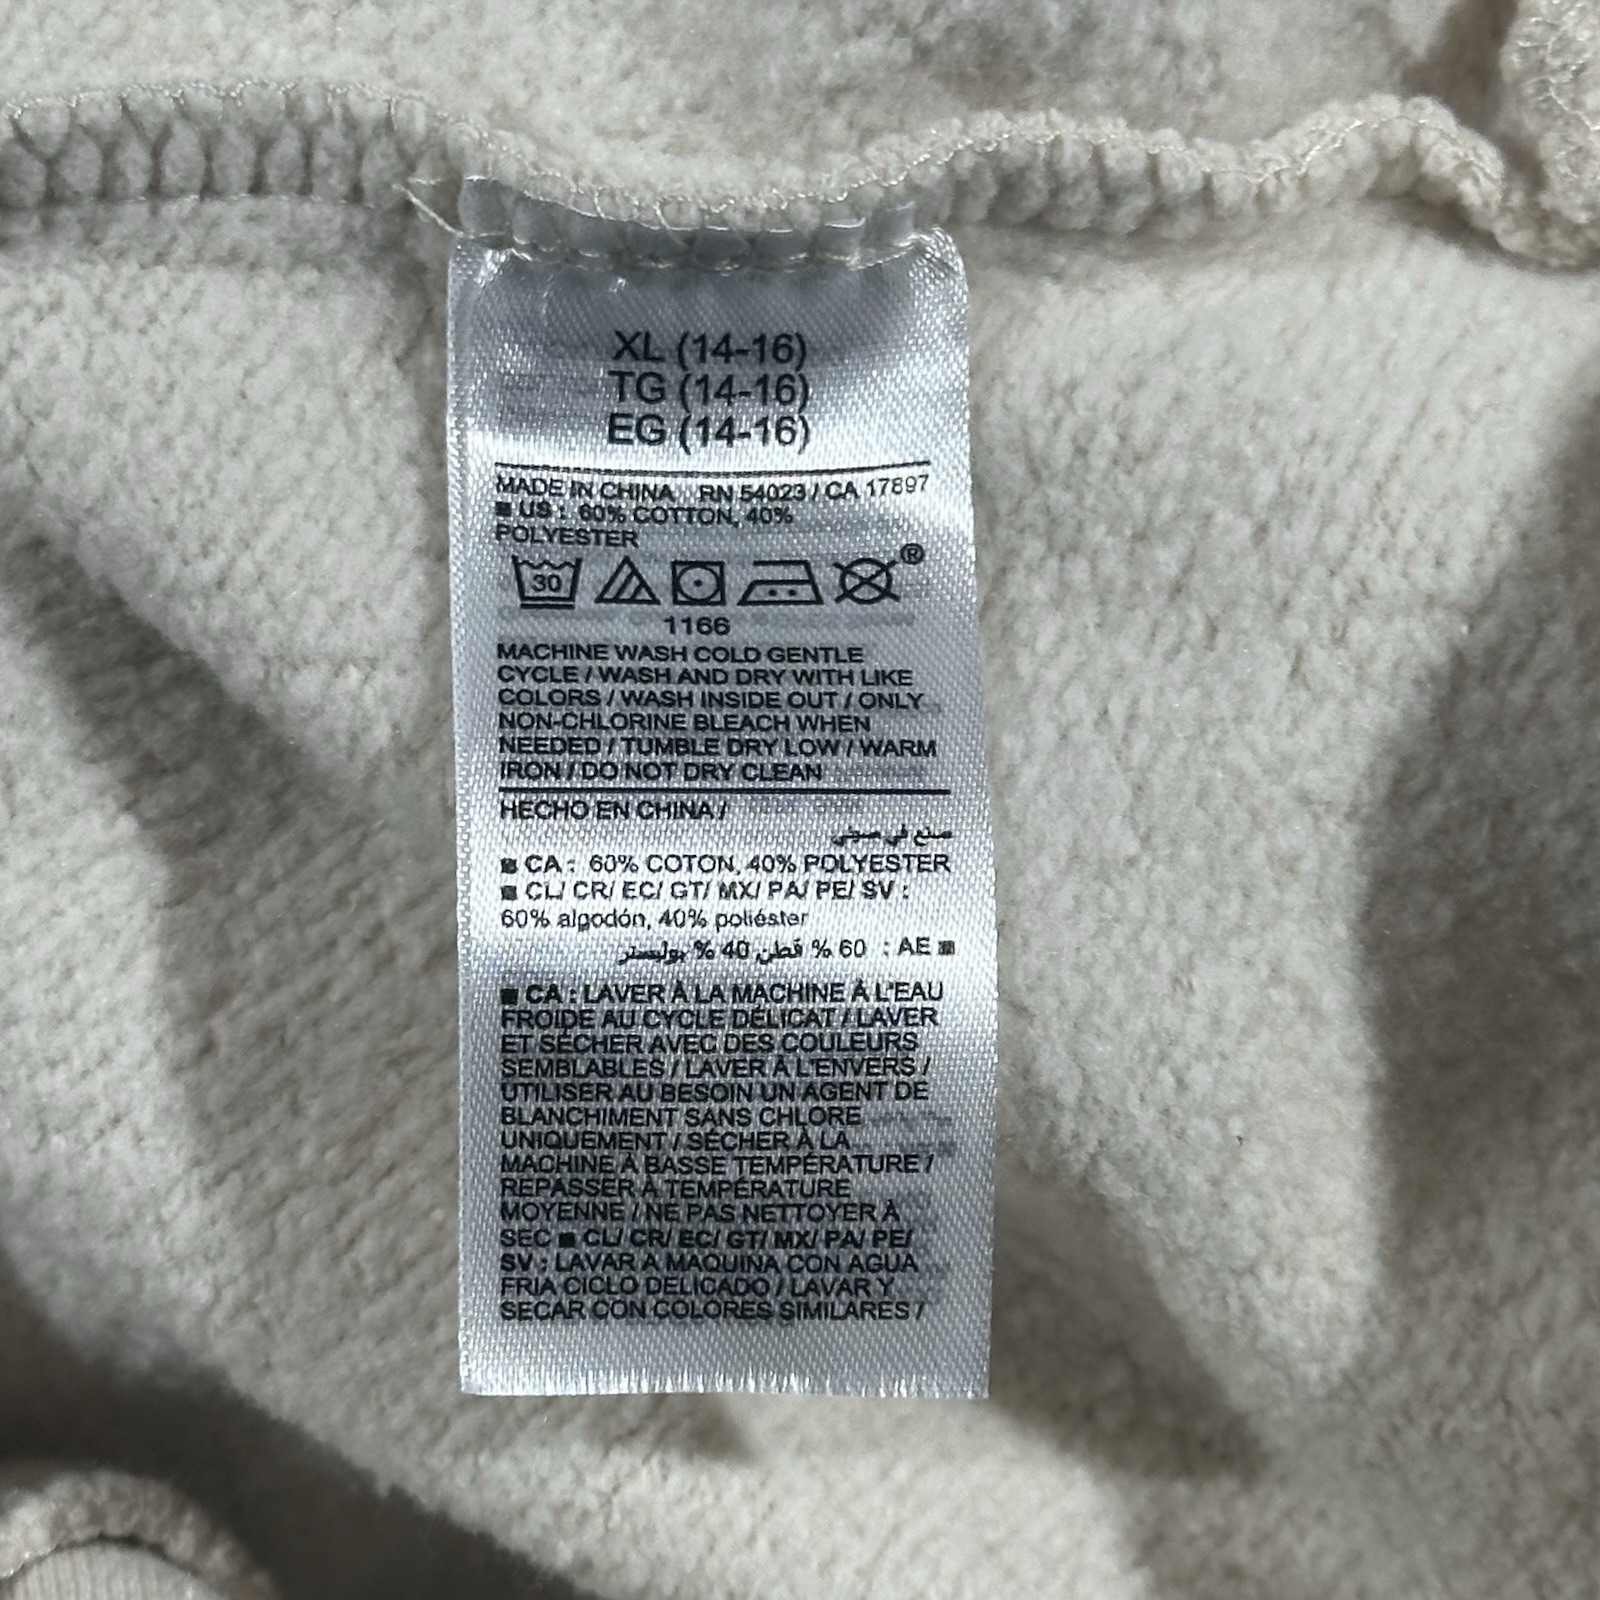 XL (14-16)
TG (14-16)
EG (14-16)
MADE IN CHINA RN 54023 / CA 17897
■ US : 60% COTTON, 40%
POLYESTER
30 ®
1166
MACHINE WASH COLD GENTLE
CYCLE / WASH AND DRY WITH LIKE
COLORS / WASH INSIDE OUT / ONLY
NON-CHLORINE BLEACH WHEN
NEEDED / TUMBLE DRY LOW / WARM
IRON / DO NOT DRY CLEAN
HECHO EN CHINA /
صنع في صيني
■ CA : 60% COTON, 40% POLYESTER
■ CL/ CR/ EC/ GT/ MX/ PA/ PE/ SV :
60% algodón, 40% poliéster
■ AE : 60 % قطن, 40 % بوليستر
■ CA : LAVER À LA MACHINE À L'EAU
FROIDE AU CYCLE DÉLICAT / LAVER
ET SÉCHER AVEC DES COULEURS
SEMBLABLES / LAVER À L'ENVERS /
UTILISER AU BESOIN UN AGENT DE
BLANCHIMENT SANS CHLORE
UNIQUEMENT / SÉCHER À LA
MACHINE À BASSE TEMPÉRATURE /
REPASSER À TEMPÉRATURE
MOYENNE / NE PAS NETTOYER À
SEC ■ CL/ CR/ EC/ GT/ MX/ PA/ PE/
SV : LAVAR A MAQUINA CON AGUA
FRIA CICLO DELICADO / LAVAR Y
SECAR CON COLORES SIMILARES /